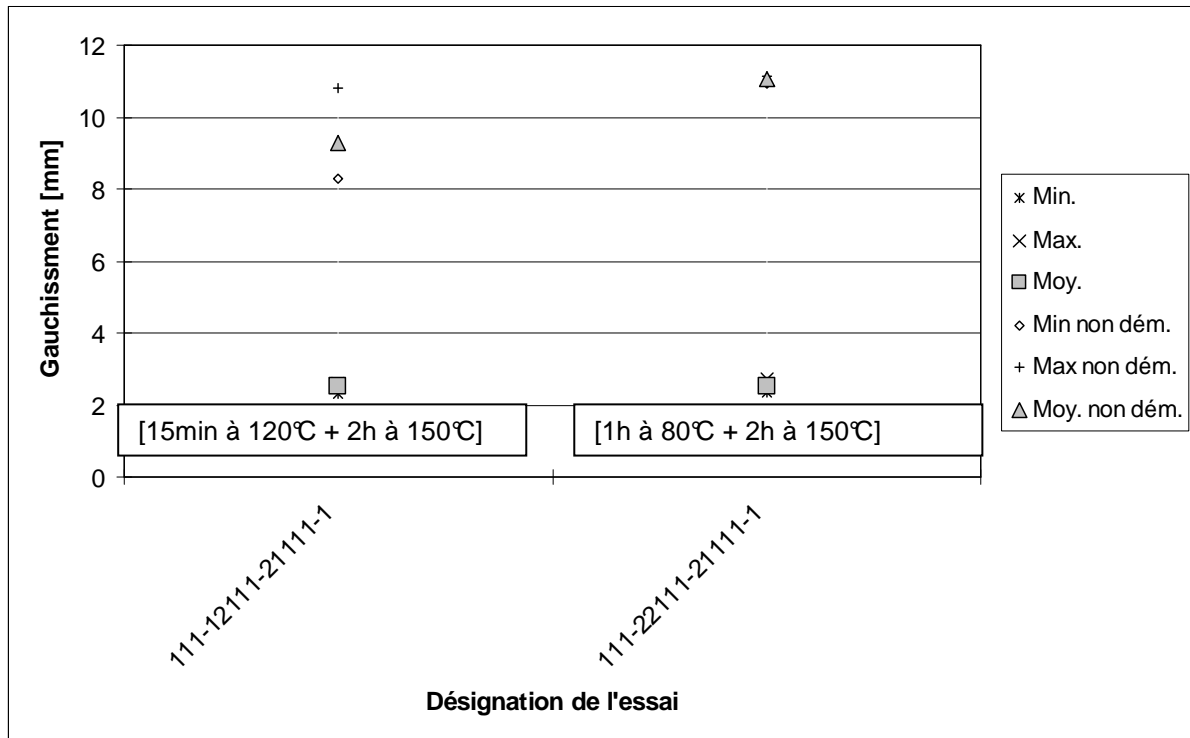 12
10
8
6
4
2
0
Gauchissment [mm]
[15min à 120°C + 2h à 150°C]
[1h à 80°C + 2h à 150°C]
111-12111-21111-1
111-22111-21111-1
Désignation de l'essai
Min.
Max.
Moy.
Min non dém.
Max non dém.
Moy. non dém.